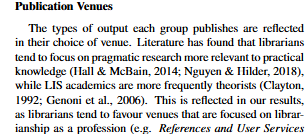 Publication Venues
The types of output each group publishes are reflected
in their choice of venue. Literature has found that librarians
tend to focus on pragmatic research more relevant to practical
knowledge (Hall & McBain, 2014; Nguyen & Hilder, 2018),
while LIS academics are more frequently theorists (Clayton,
1992; Genoni et al., 2006). This is reflected in our results,
as librarians tend to favour venues that are focused on librar-
ianship as a profession (e.g. References and User Services